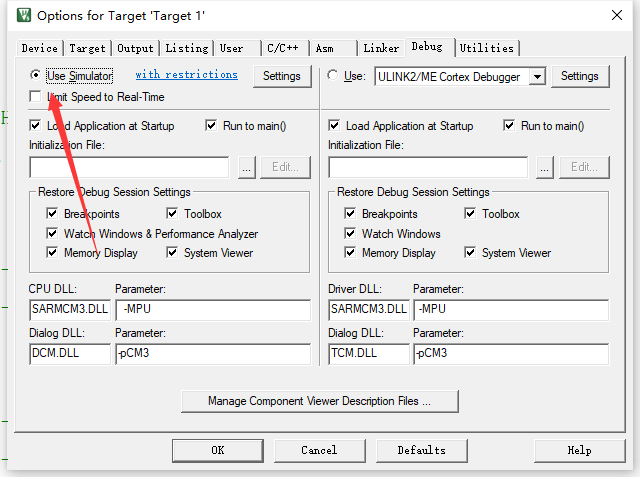 Options for Target 'Target 1'
Device Target Output Listing User C/C++ Asm Linker Debug Utilities
Use Simulator with restrictions Settings Use: ULINK2/ME Cortex Debugger Settings
Limit Speed to Real-Time
Load Application at Startup Run to main() Load Application at Startup Run to main()
Initialization File: Initialization File:
... Edit... ... Edit...
Restore Debug Session Settings Restore Debug Session Settings
Breakpoints Toolbox Breakpoints Toolbox
Watch Windows & Performance Analyzer Watch Windows
Memory Display System Viewer Memory Display System Viewer
CPU DLL: Parameter: Driver DLL: Parameter:
SARMCM3.DLL -MPU SARMCM3.DLL -MPU
Dialog DLL: Parameter: Dialog DLL: Parameter:
DCM.DLL -pCM3 TCM.DLL -pCM3
Manage Component Viewer Description Files ...
OK Cancel Defaults Help